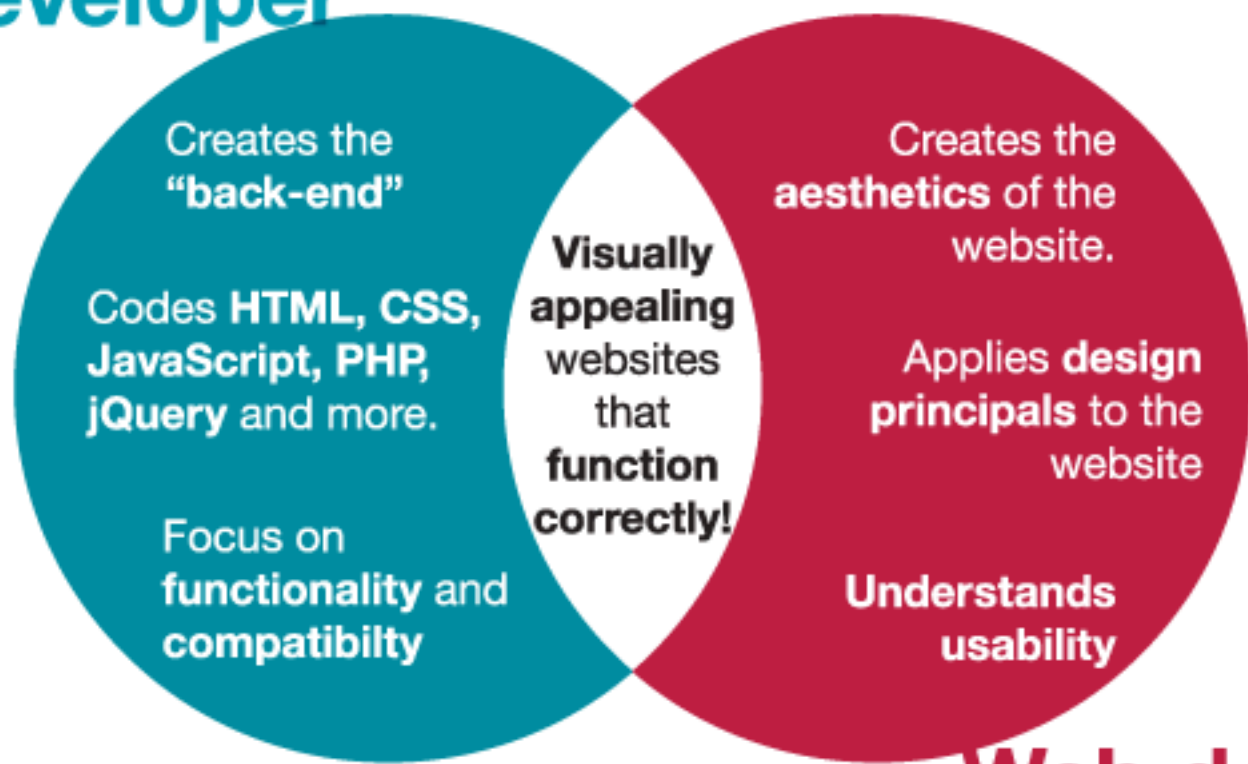 eveloper
Creates the
“back-end”
Codes HTML, CSS,
JavaScript, PHP,
jQuery and more.
Focus on
functionality and
compatibilty
Visually
appealing
websites
that
function
correctly!
Creates the
aesthetics of the
website.
Applies design
principals to the
website
Understands
usability
Web d